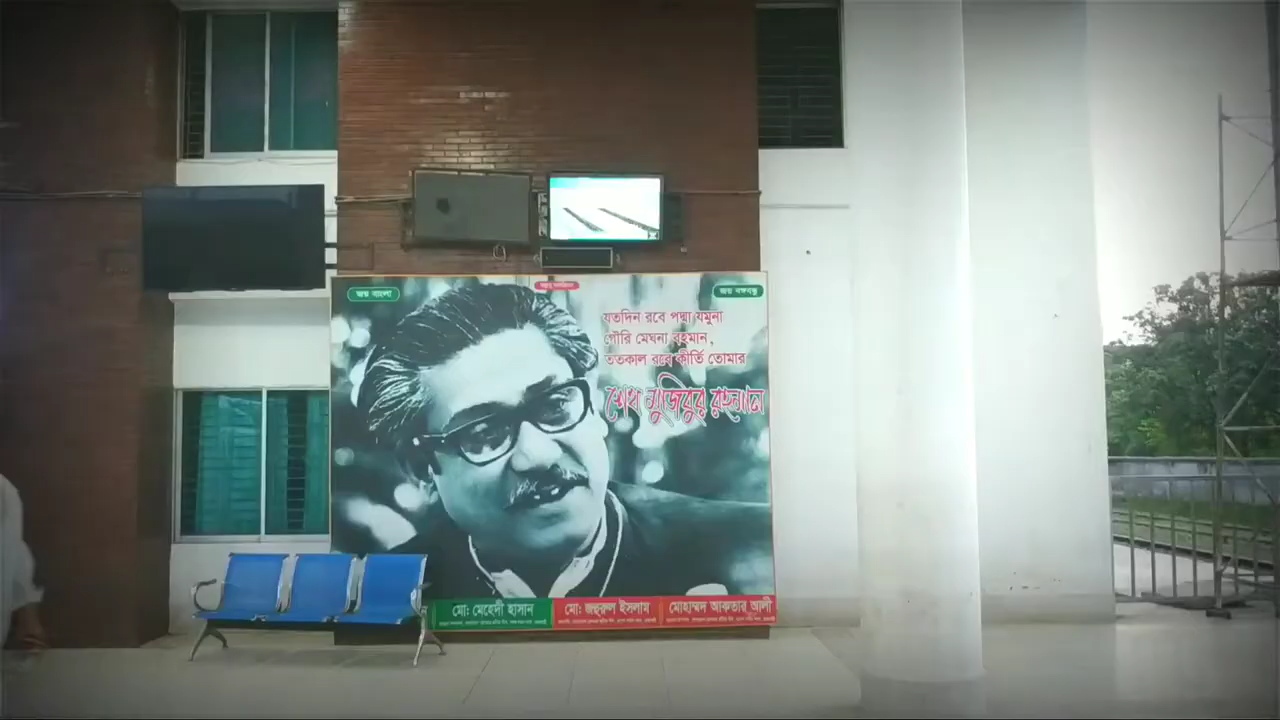 জয় বাংলা
জয় বঙ্গবন্ধু
যতদিন রবে পদ্মা যমুনা
গৌরি মেঘনা বহমান,
ততকাল রবে কীর্তি তোমার
শেখ মুজিবুর রহমান
মো: মেহেদী হাসান
মো: জহুরুল ইসলাম
মোহাম্মদ আকতার আলী